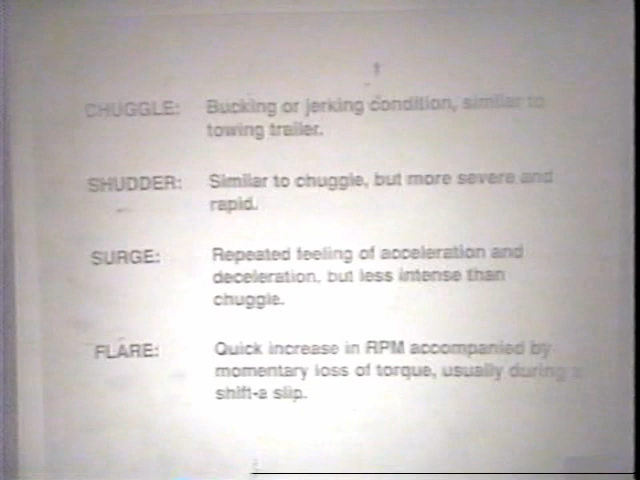 CHUGGLE: Bucking or jerking condition, similar to
towing trailer.
SHUDDER: Similar to chuggle, but more severe and
rapid.
SURGE: Repeated feeling of acceleration and
deceleration, but less intense than
chuggle.
FLARE: Quick increase in RPM accompanied by
momentary loss of torque, usually during a
shift-a slip.